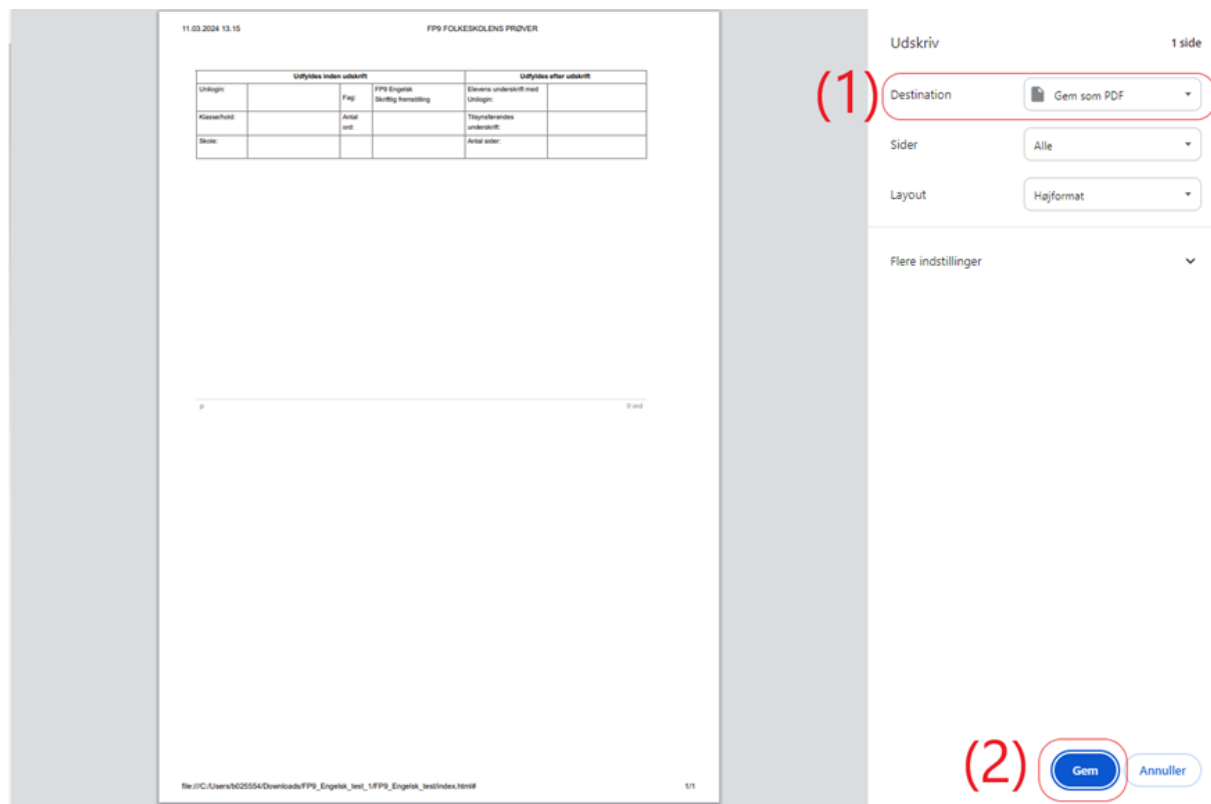 11.03.2024 13.15 FP9 FOLKESKOLENS PRØVER
Udfyldes inden udskrift Udfyldes efter udskrift
Unilogin: Fag: FP9 Engelsk Skriftlig fremstilling Elevens underskrift med Unilogin:
Klasse/hold: Antal ord: Tilsynsførendes underskrift:
Skole: Antal sider:
p 0 ord
file:///C:/Users/b025554/Downloads/FP9_Engelsk_test_1/FP9_Engelsk_test/index.html# 1/1
Udskriv 1 side
(1) Destination Gem som PDF
Sider Alle
Layout Højformat
Flere indstillinger
(2) Gem Annuller